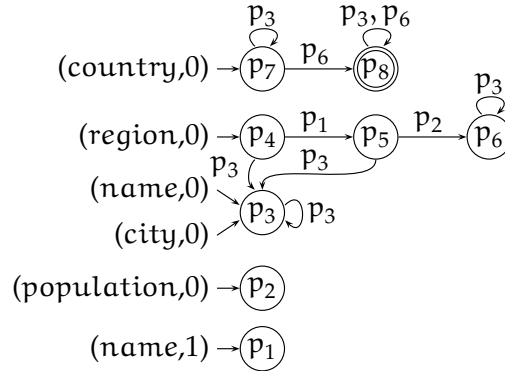 p₃ p₃, p₆
(country,0) p₇ p₆ p₈
p₃
(region,0) p₄ p₁ p₅ p₂ p₆
p₃ p₃
(name,0)
p₃ p₃
(city,0)
(population,0) p₂
(name,1) p₁